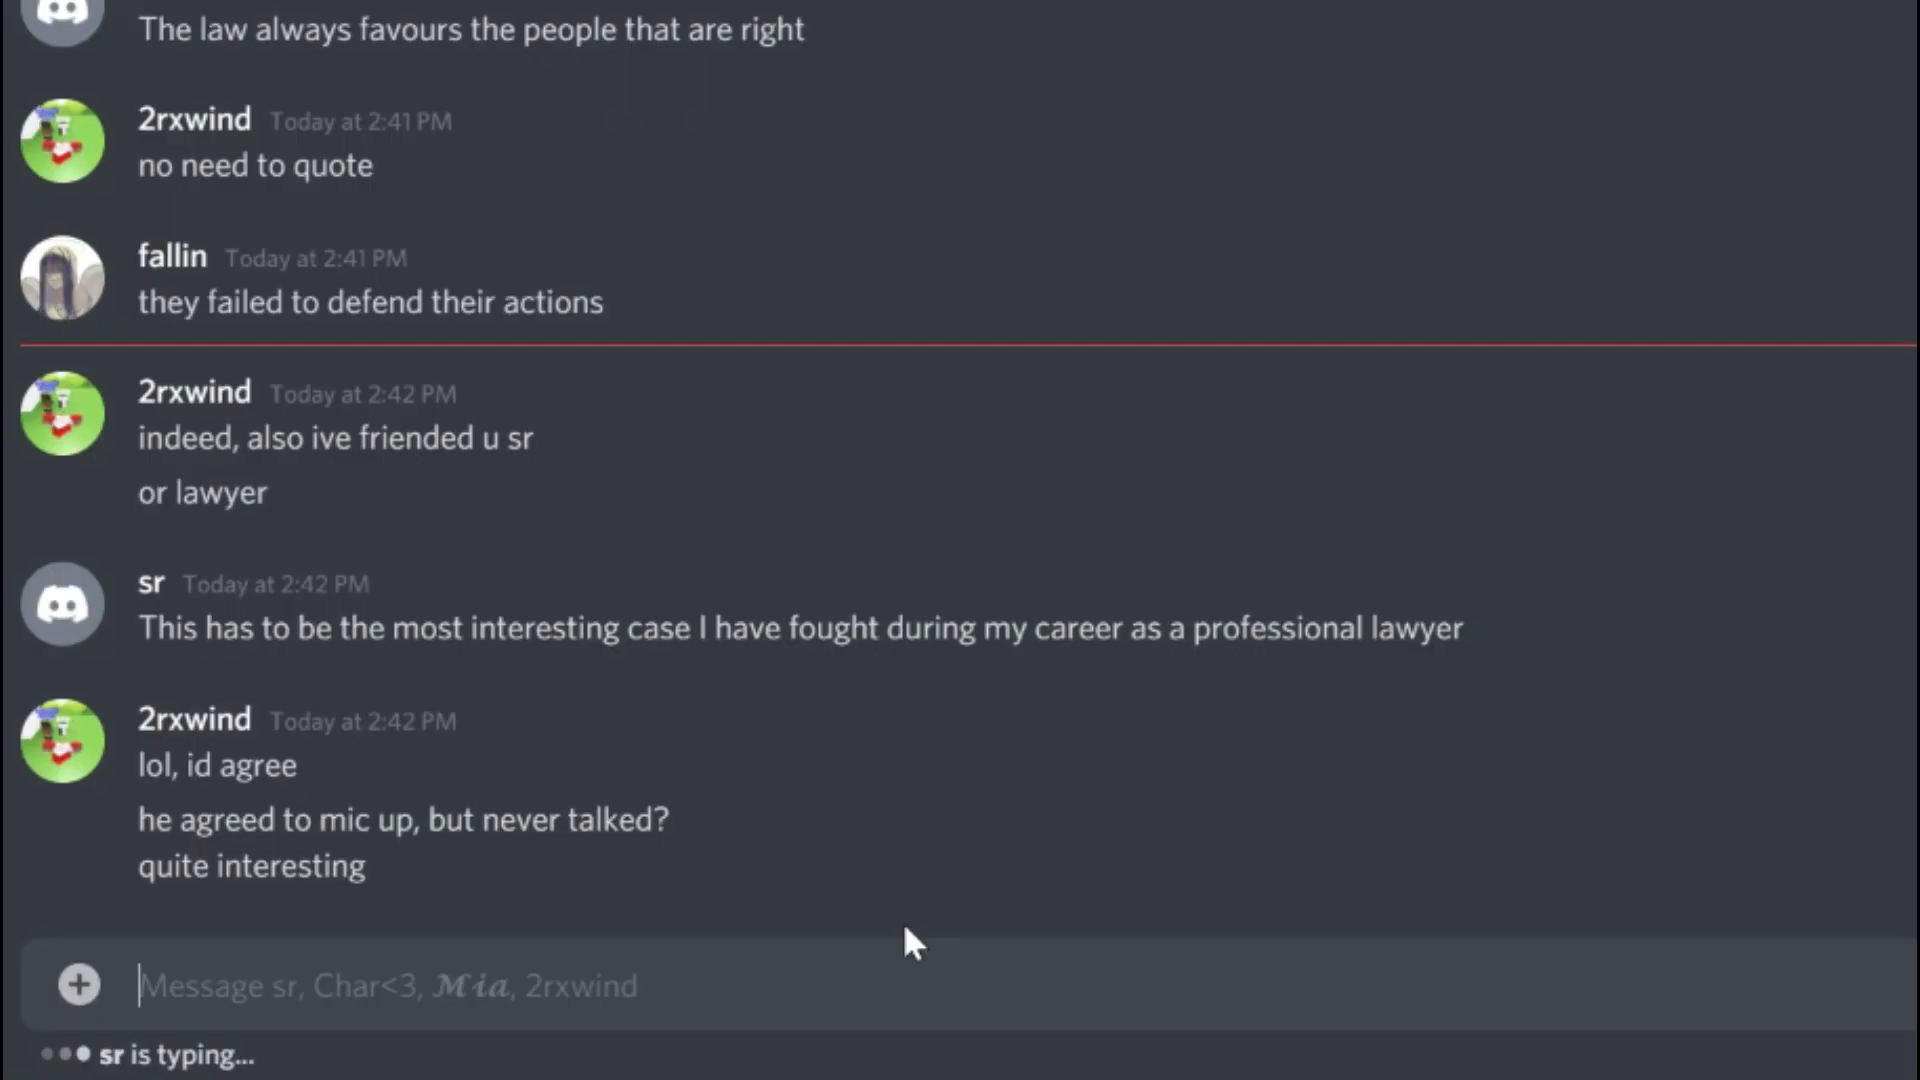 The law always favours the people that are right
2rxwind Today at 2:41 PM
no need to quote
fallin Today at 2:41 PM
they failed to defend their actions
2rxwind Today at 2:42 PM
indeed, also ive friended u sr
or lawyer
sr Today at 2:42 PM
This has to be the most interesting case I have fought during my career as a professional lawyer
2rxwind Today at 2:42 PM
lol, id agree
he agreed to mic up, but never talked?
quite interesting
Message sr, Char<3, 𝓜𝓲𝓪, 2rxwind
sr is typing...